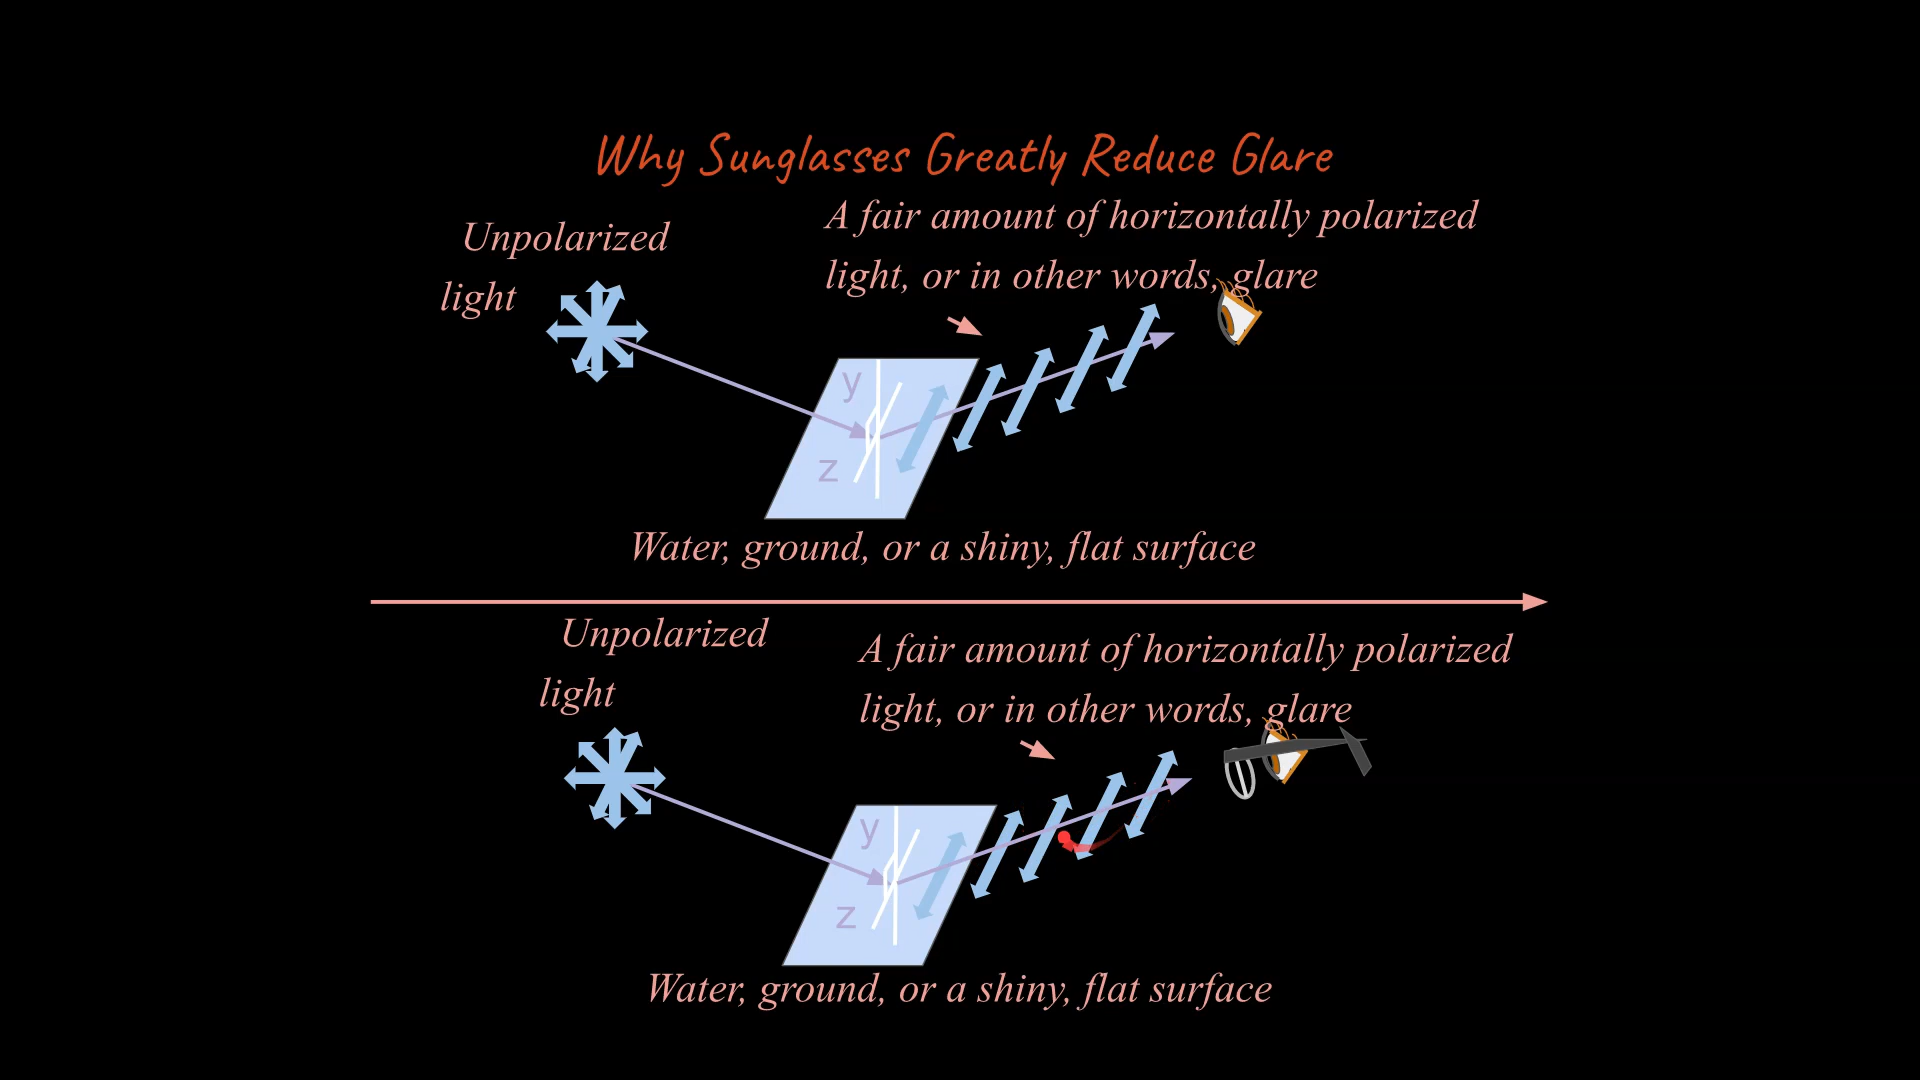 Why Sunglasses Greatly Reduce Glare
Unpolarized
light
A fair amount of horizontally polarized
light, or in other words, glare
y
z
Water, ground, or a shiny, flat surface
Unpolarized
light
A fair amount of horizontally polarized
light, or in other words, glare
y
z
Water, ground, or a shiny, flat surface